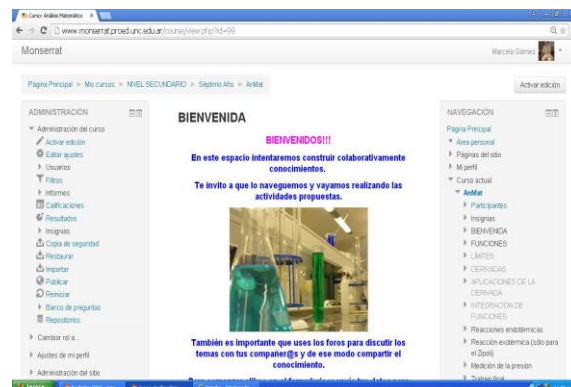 Curso: Análisis Matemático
www.monserrat.proed.unc.edu.ar/course/view.php?id=99
Monserrat
Marcela Gómez
Página Principal ► Mis cursos ► NIVEL SECUNDARIO ► Séptimo Año ► AnMat
Activar edición
ADMINISTRACIÓN
Administración del curso
Activar edición
Editar ajustes
Usuarios
Filtros
Informes
Calificaciones
Resultados
Insignias
Copia de seguridad
Restaurar
Importar
Publicar
Reiniciar
Banco de preguntas
Repositorios
Cambiar rol a...
Ajustes de mi perfil
Administración del sitio
BIENVENIDA
BIENVENIDOS!!!
En este espacio intentaremos construir colaborativamente
conocimientos.
Te invito a que lo naveguemos y vayamos realizando las
actividades propuestas.
También es importante que uses los foros para discutir los
temas con tus compañer@s y de ese modo compartir el
conocimiento.
NAVEGACIÓN
Página Principal
Área personal
Páginas del sitio
Mi perfil
Curso actual
AnMat
Participantes
Insignias
BIENVENIDA
FUNCIONES
LÍMITES
DERIVADAS
APLICACIONES DE LA
DERIVADA
INTEGRACIÓN DE
FUNCIONES
Reacciones endotérmicas
Reacción exotérmica (sólo para
el Zipoli)
Medición de la presión
Trabajo final